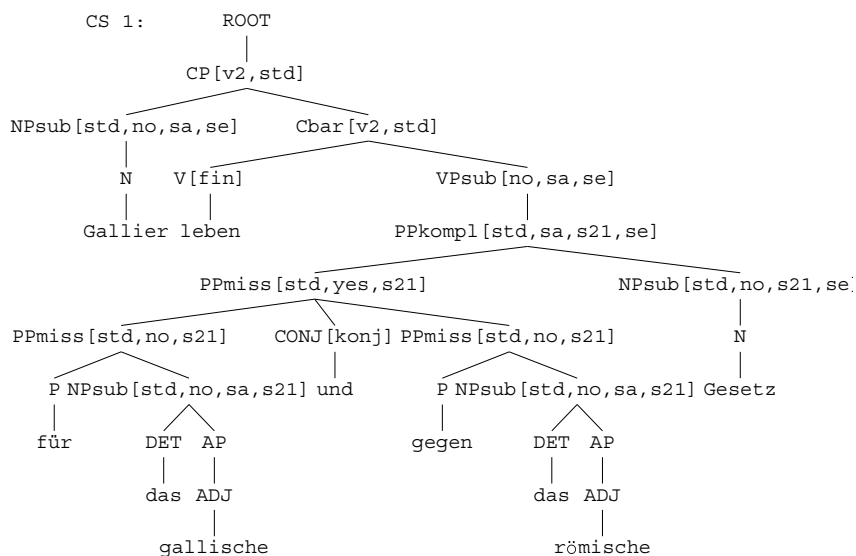 CS 1: ROOT
CP[v2,std]
NPsub[std,no,sa,se] Cbar[v2,std]
N V[fin] VPsub[no,sa,se]
Gallier leben PPkompl[std,sa,s21,se]
PPmiss[std,yes,s21] NPsub[std,no,s21,se]
PPmiss[std,no,s21] CONJ[konj] PPmiss[std,no,s21] N
P NPsub[std,no,sa,s21] und P NPsub[std,no,sa,s21] Gesetz
für DET AP gegen DET AP
das ADJ das ADJ
gallische römische